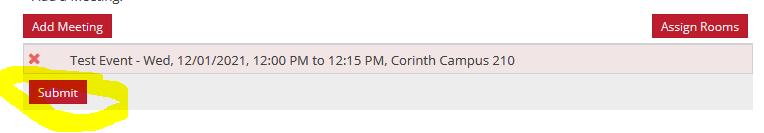 Add Meeting Assign Rooms
Test Event - Wed, 12/01/2021, 12:00 PM to 12:15 PM, Corinth Campus 210
Submit